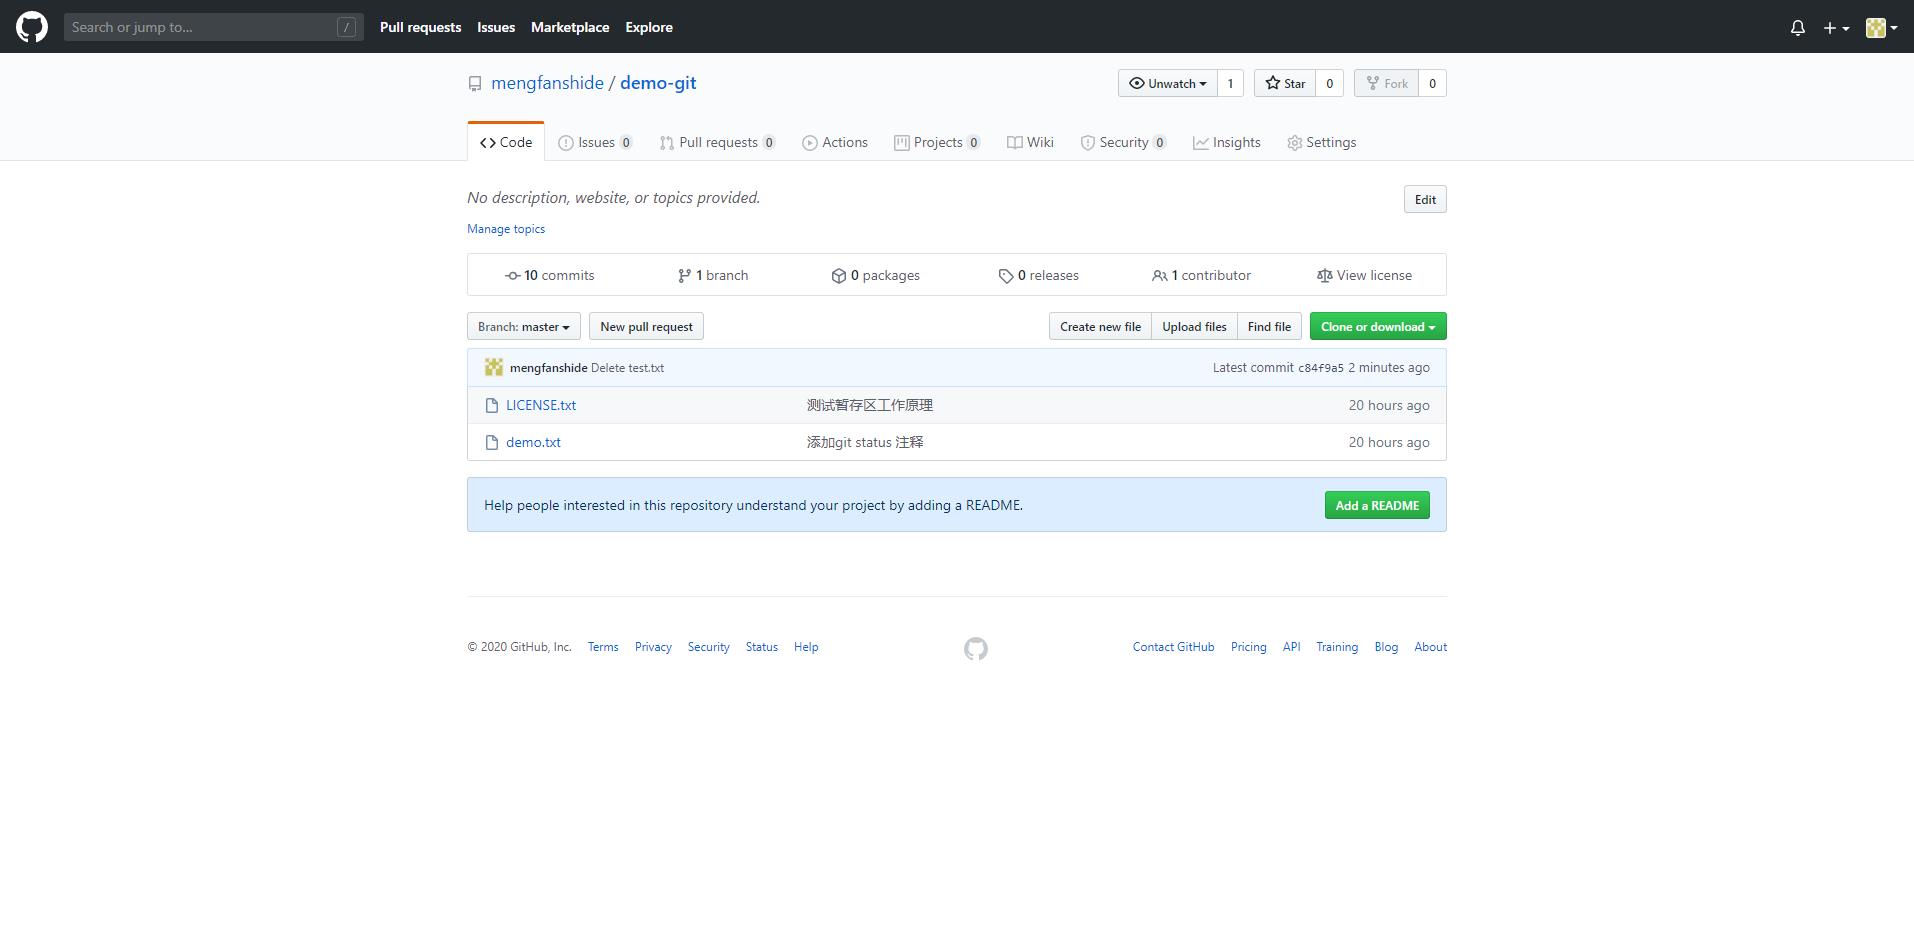 Search or jump to... / Pull requests Issues Marketplace Explore
mengfanshide / demo-git Unwatch 1 Star 0 Fork 0
Code Issues 0 Pull requests 0 Actions Projects 0 Wiki Security 0 Insights Settings
No description, website, or topics provided. Edit
Manage topics
10 commits 1 branch 0 packages 0 releases 1 contributor View license
Branch: master New pull request Create new file Upload files Find file Clone or download
mengfanshide Delete test.txt Latest commit c84f9a5 2 minutes ago
LICENSE.txt 测试暂存区工作原理 20 hours ago
demo.txt 添加git status 注释 20 hours ago
Help people interested in this repository understand your project by adding a README. Add a README
© 2020 GitHub, Inc. Terms Privacy Security Status Help Contact GitHub Pricing API Training Blog About